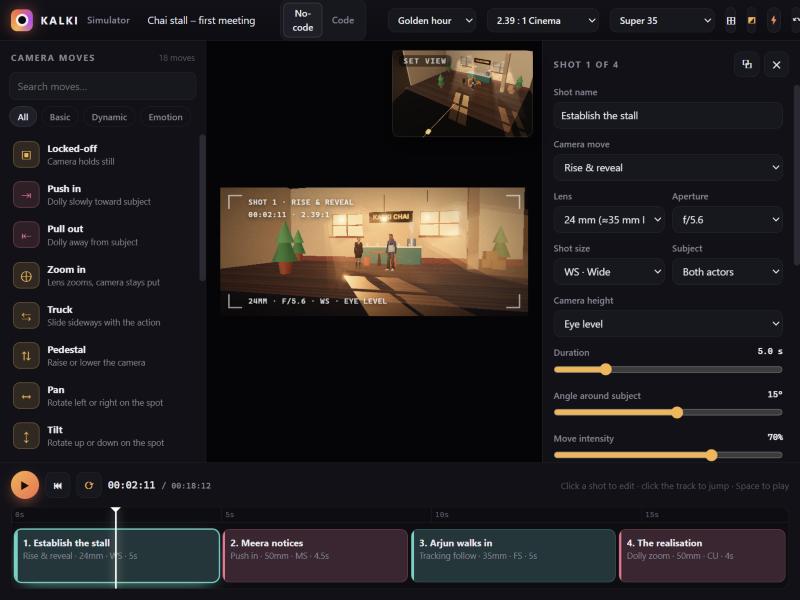 KALKI Simulator
Chai stall – first meeting
No-code
Code
Golden hour
2.39 : 1 Cinema
Super 35
CAMERA MOVES
18 moves
Search moves...
All
Basic
Dynamic
Emotion
Locked-off
Camera holds still
Push in
Dolly slowly toward subject
Pull out
Dolly away from subject
Zoom in
Lens zooms, camera stays put
Truck
Slide sideways with the action
Pedestal
Raise or lower the camera
Pan
Rotate left or right on the spot
Tilt
Rotate up or down on the spot
SET VIEW
SHOT 1 · RISE & REVEAL
00:02:11 · 2.39:1
KALKI CHAI
24MM · F/5.6 · WS · EYE LEVEL
SHOT 1 OF 4
Shot name
Establish the stall
Camera move
Rise & reveal
Lens
Aperture
24 mm (≈35 mm l
f/5.6
Shot size
Subject
WS · Wide
Both actors
Camera height
Eye level
Duration
5.0 s
Angle around subject
15°
Move intensity
70%
00:02:11 / 00:18:12
Click a shot to edit · click the track to jump · Space to play
0s
5s
10s
15s
1. Establish the stall
Rise & reveal · 24mm · WS · 5s
2. Meera notices
Push in · 50mm · MS · 4.5s
3. Arjun walks in
Tracking follow · 35mm · FS · 5s
4. The realisation
Dolly zoom · 50mm · CU · 4s